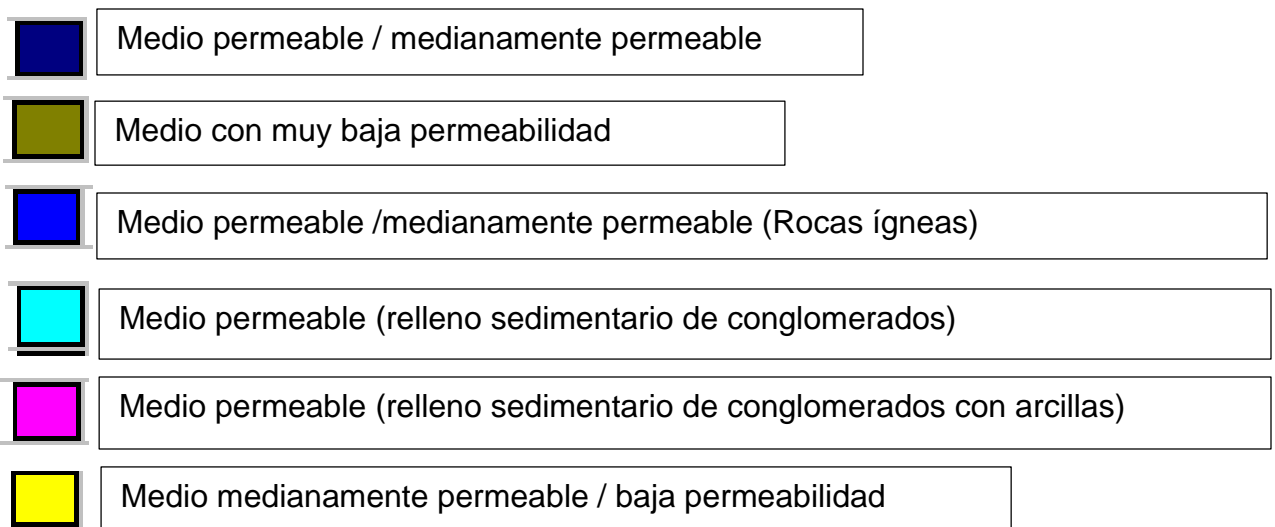 Medio permeable / medianamente permeable
Medio con muy baja permeabilidad
Medio permeable /medianamente permeable (Rocas ígneas)
Medio permeable (relleno sedimentario de conglomerados)
Medio permeable (relleno sedimentario de conglomerados con arcillas)
Medio medianamente permeable / baja permeabilidad